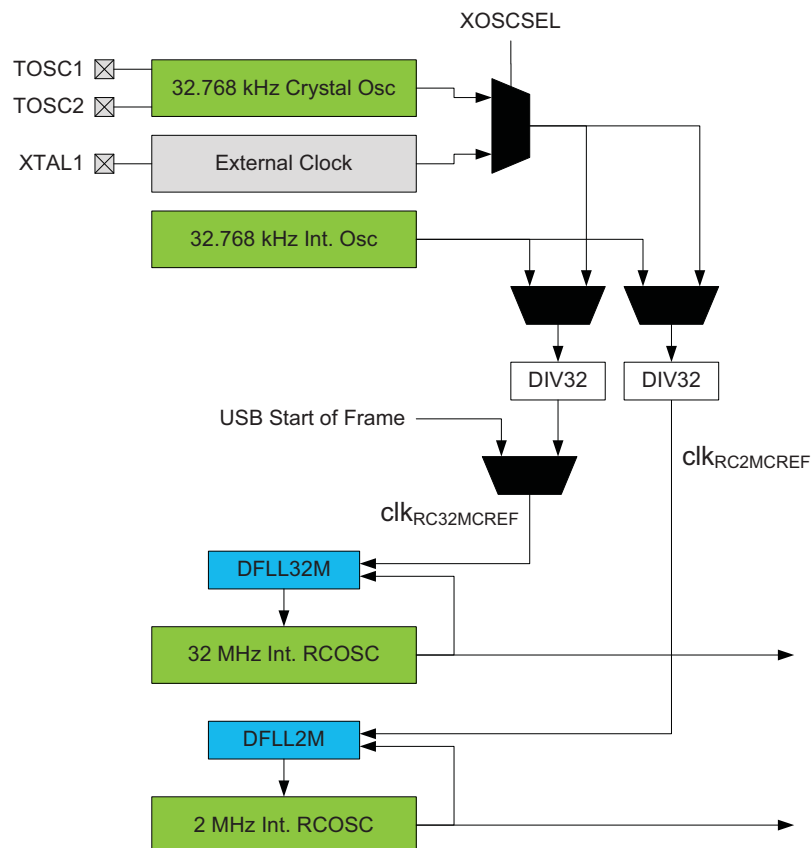 XOSCSEL
TOSC1
32.768 kHz Crystal Osc
TOSC2
XTAL1
External Clock
32.768 kHz Int. Osc
DIV32
DIV32
USB Start of Frame
clkRC2MCREF
clkRC32MCREF
DFLL32M
32 MHz Int. RCOSC
DFLL2M
2 MHz Int. RCOSC